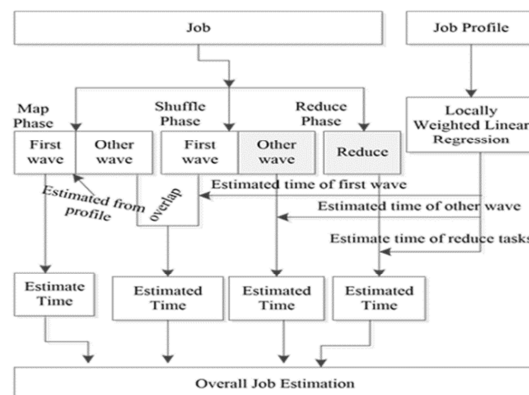 Job
Job Profile
Map
Phase
Shuffle
Phase
Reduce
Phase
Locally
Weighted Linear
Regression
First
wave
Other
wave
First
wave
Other
wave
Reduce
Estimated from
profile
overlap
Estimated time of first wave
Estimated time of other wave
Estimate time of reduce tasks
Estimate
Time
Estimated
Time
Estimated
Time
Estimated
Time
Overall Job Estimation